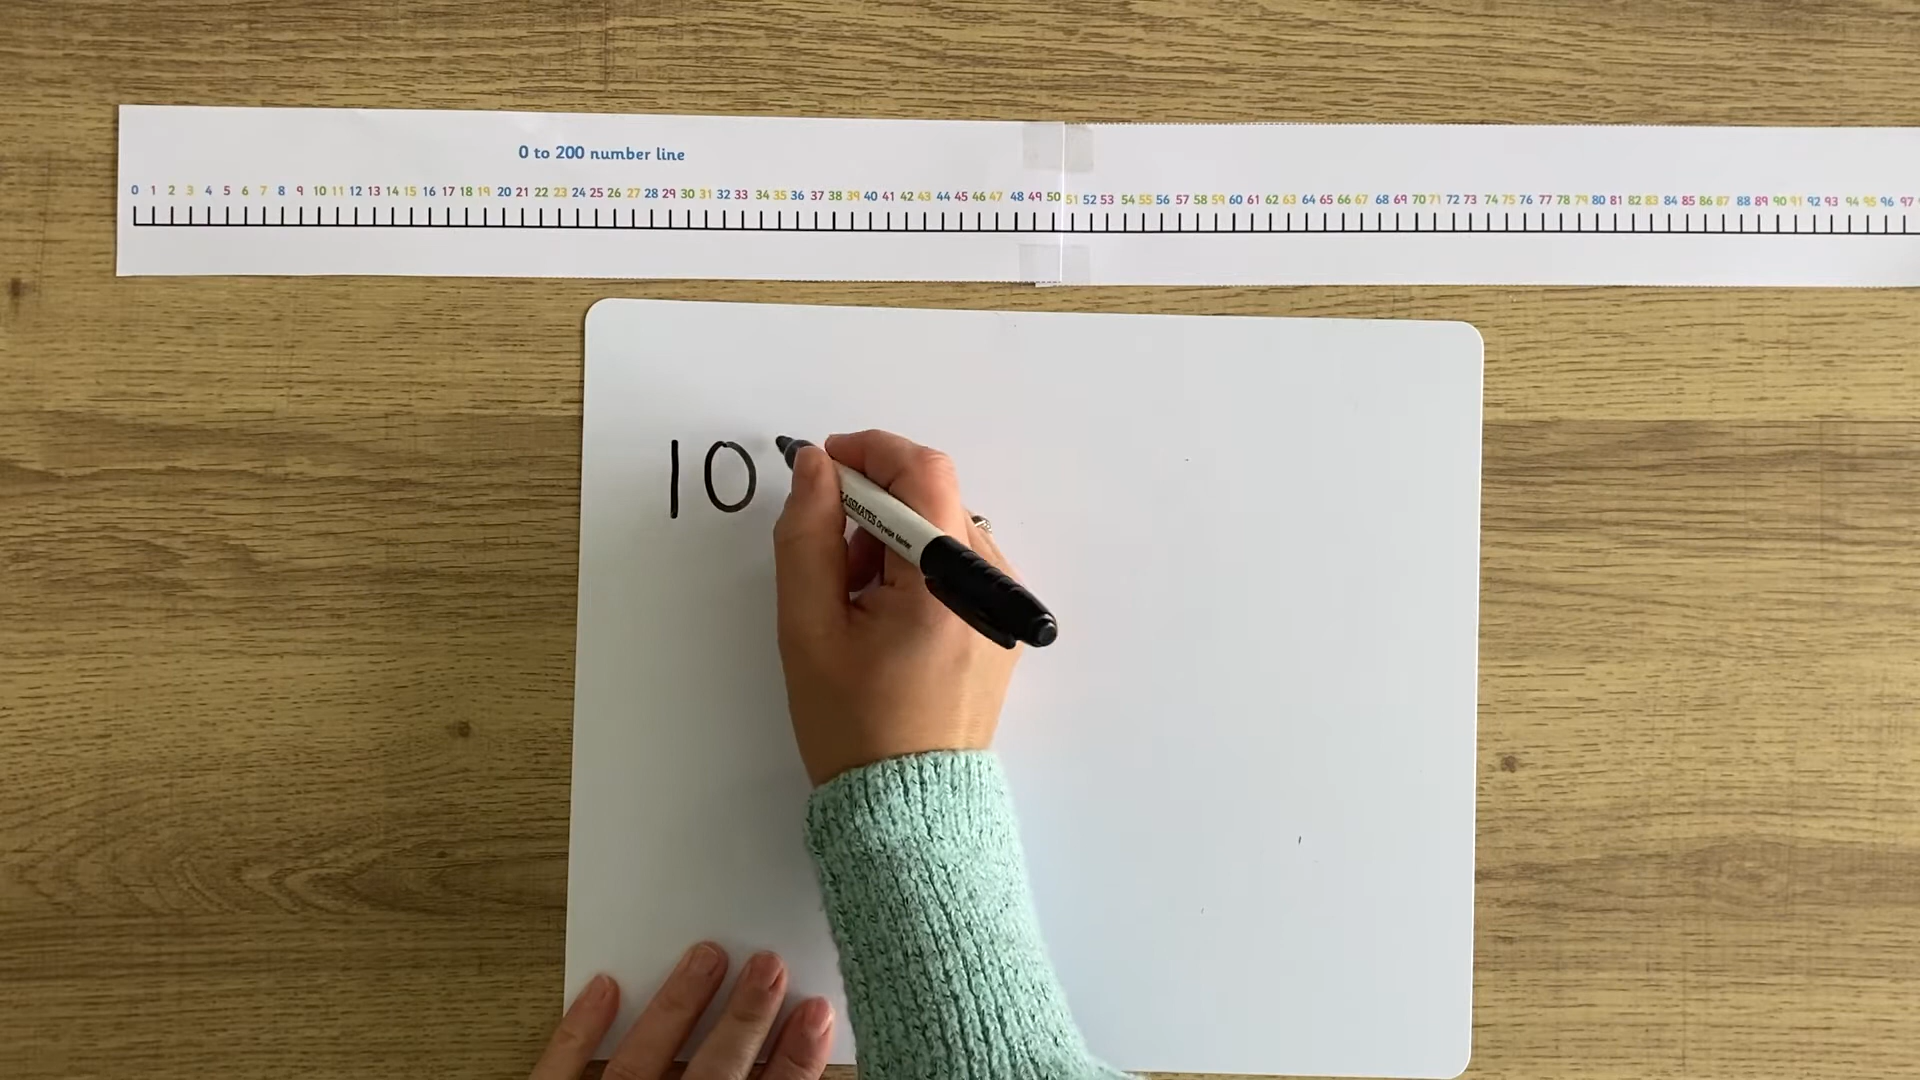 0 to 200 number line
0 1 2 3 4 5 6 7 8 9 10 11 12 13 14 15 16 17 18 19 20 21 22 23 24 25 26 27 28 29 30 31 32 33 34 35 36 37 38 39 40 41 42 43 44 45 46 47 48 49 50 51 52 53 54 55 56 57 58 59 60 61 62 63 64 65 66 67 68 69 70 71 72 73 74 75 76 77 78 79 80 81 82 83 84 85 86 87 88 89 90 91 92 93 94 95 96 97
10
CLASSMATES Drywipe Marker